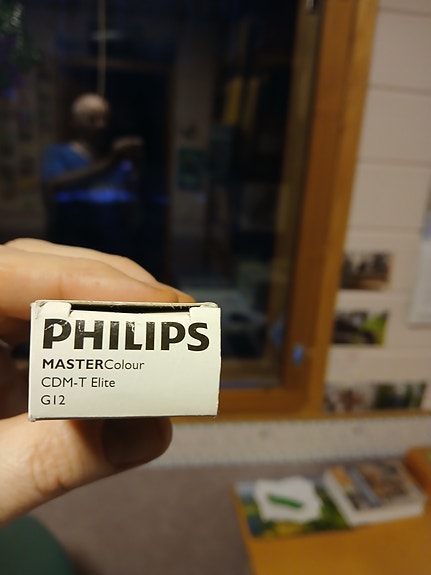 PHILIPS
MASTERColour
CDM-T Elite
G12